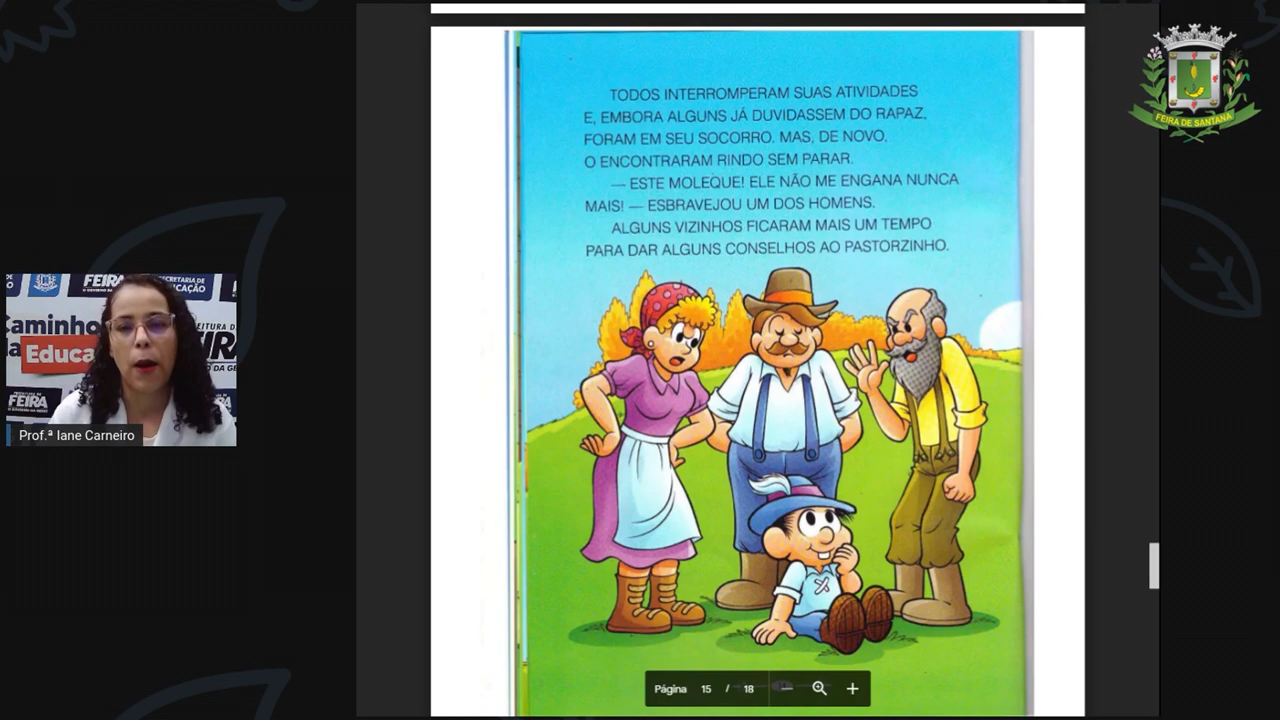 TODOS INTERROMPERAM SUAS ATIVIDADES
E, EMBORA ALGUNS JÁ DUVIDASSEM DO RAPAZ,
FORAM EM SEU SOCORRO. MAS, DE NOVO,
O ENCONTRARAM RINDO SEM PARAR.
— ESTE MOLEQUE! ELE NÃO ME ENGANA NUNCA
MAIS! — ESBRAVEJOU UM DOS HOMENS.
ALGUNS VIZINHOS FICARAM MAIS UM TEMPO
PARA DAR ALGUNS CONSELHOS AO PASTORZINHO.
FEIRA DE SANTANA
FEIRA
Caminho
Educa
FEIRA
Prof.ª Iane Carneiro
Página 15 / 18